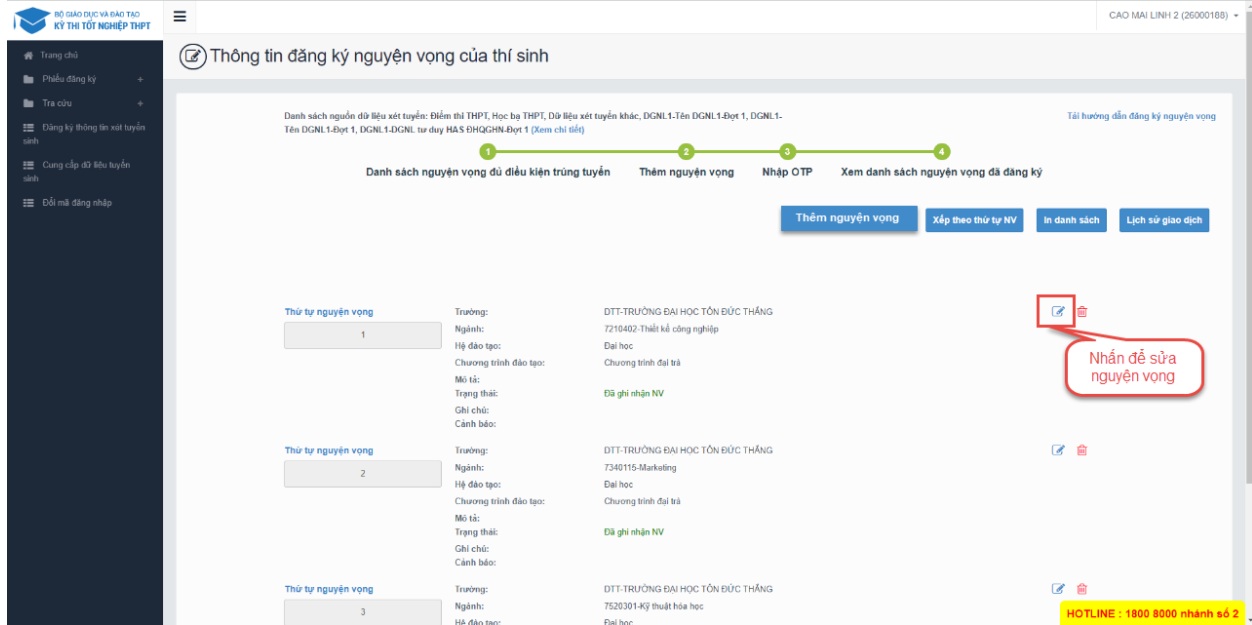 BỘ GIÁO DỤC VÀ ĐÀO TẠO
KỲ THI TỐT NGHIỆP THPT
CAO MAI LINH 2 (26000188)
Trang chủ
Phiếu đăng ký +
Tra cứu +
Đăng ký thông tin xét tuyển
sinh
Cung cấp dữ liệu tuyển
sinh
Đổi mã đăng nhập
Thông tin đăng ký nguyện vọng của thí sinh
Danh sách nguồn dữ liệu xét tuyển: Điểm thi THPT, Học bạ THPT, Dữ liệu xét tuyển khác, DGNL1-Tên DGNL1-Đợt 1, DGNL1-
Tên DGNL1-Đợt 1, DGNL1-DGNL tư duy HAS ĐHQGHN-Đợt 1 (Xem chi tiết)
Tải hướng dẫn đăng ký nguyện vọng
1 2 3 4
Danh sách nguyện vọng đủ điều kiện trúng tuyển Thêm nguyện vọng Nhập OTP Xem danh sách nguyện vọng đã đăng ký
Thêm nguyện vọng Xếp theo thứ tự NV In danh sách Lịch sử giao dịch
Thứ tự nguyện vọng Trường: DTT-TRƯỜNG ĐẠI HỌC TÔN ĐỨC THẮNG
1 Ngành: 7210402-Thiết kế công nghiệp
Hệ đào tạo: Đại học
Chương trình đào tạo: Chương trình đại trà
Mô tả:
Trạng thái: Đã ghi nhận NV
Ghi chú:
Cảnh báo:
Nhấn để sửa
nguyện vọng
Thứ tự nguyện vọng Trường: DTT-TRƯỜNG ĐẠI HỌC TÔN ĐỨC THẮNG
2 Ngành: 7340115-Marketing
Hệ đào tạo: Đại học
Chương trình đào tạo: Chương trình đại trà
Mô tả:
Trạng thái: Đã ghi nhận NV
Ghi chú:
Cảnh báo:
Thứ tự nguyện vọng Trường: DTT-TRƯỜNG ĐẠI HỌC TÔN ĐỨC THẮNG
3 Ngành: 7520301-Kỹ thuật hóa học
Hệ đào tạo: Đại học
HOTLINE : 1800 8000 nhánh số 2